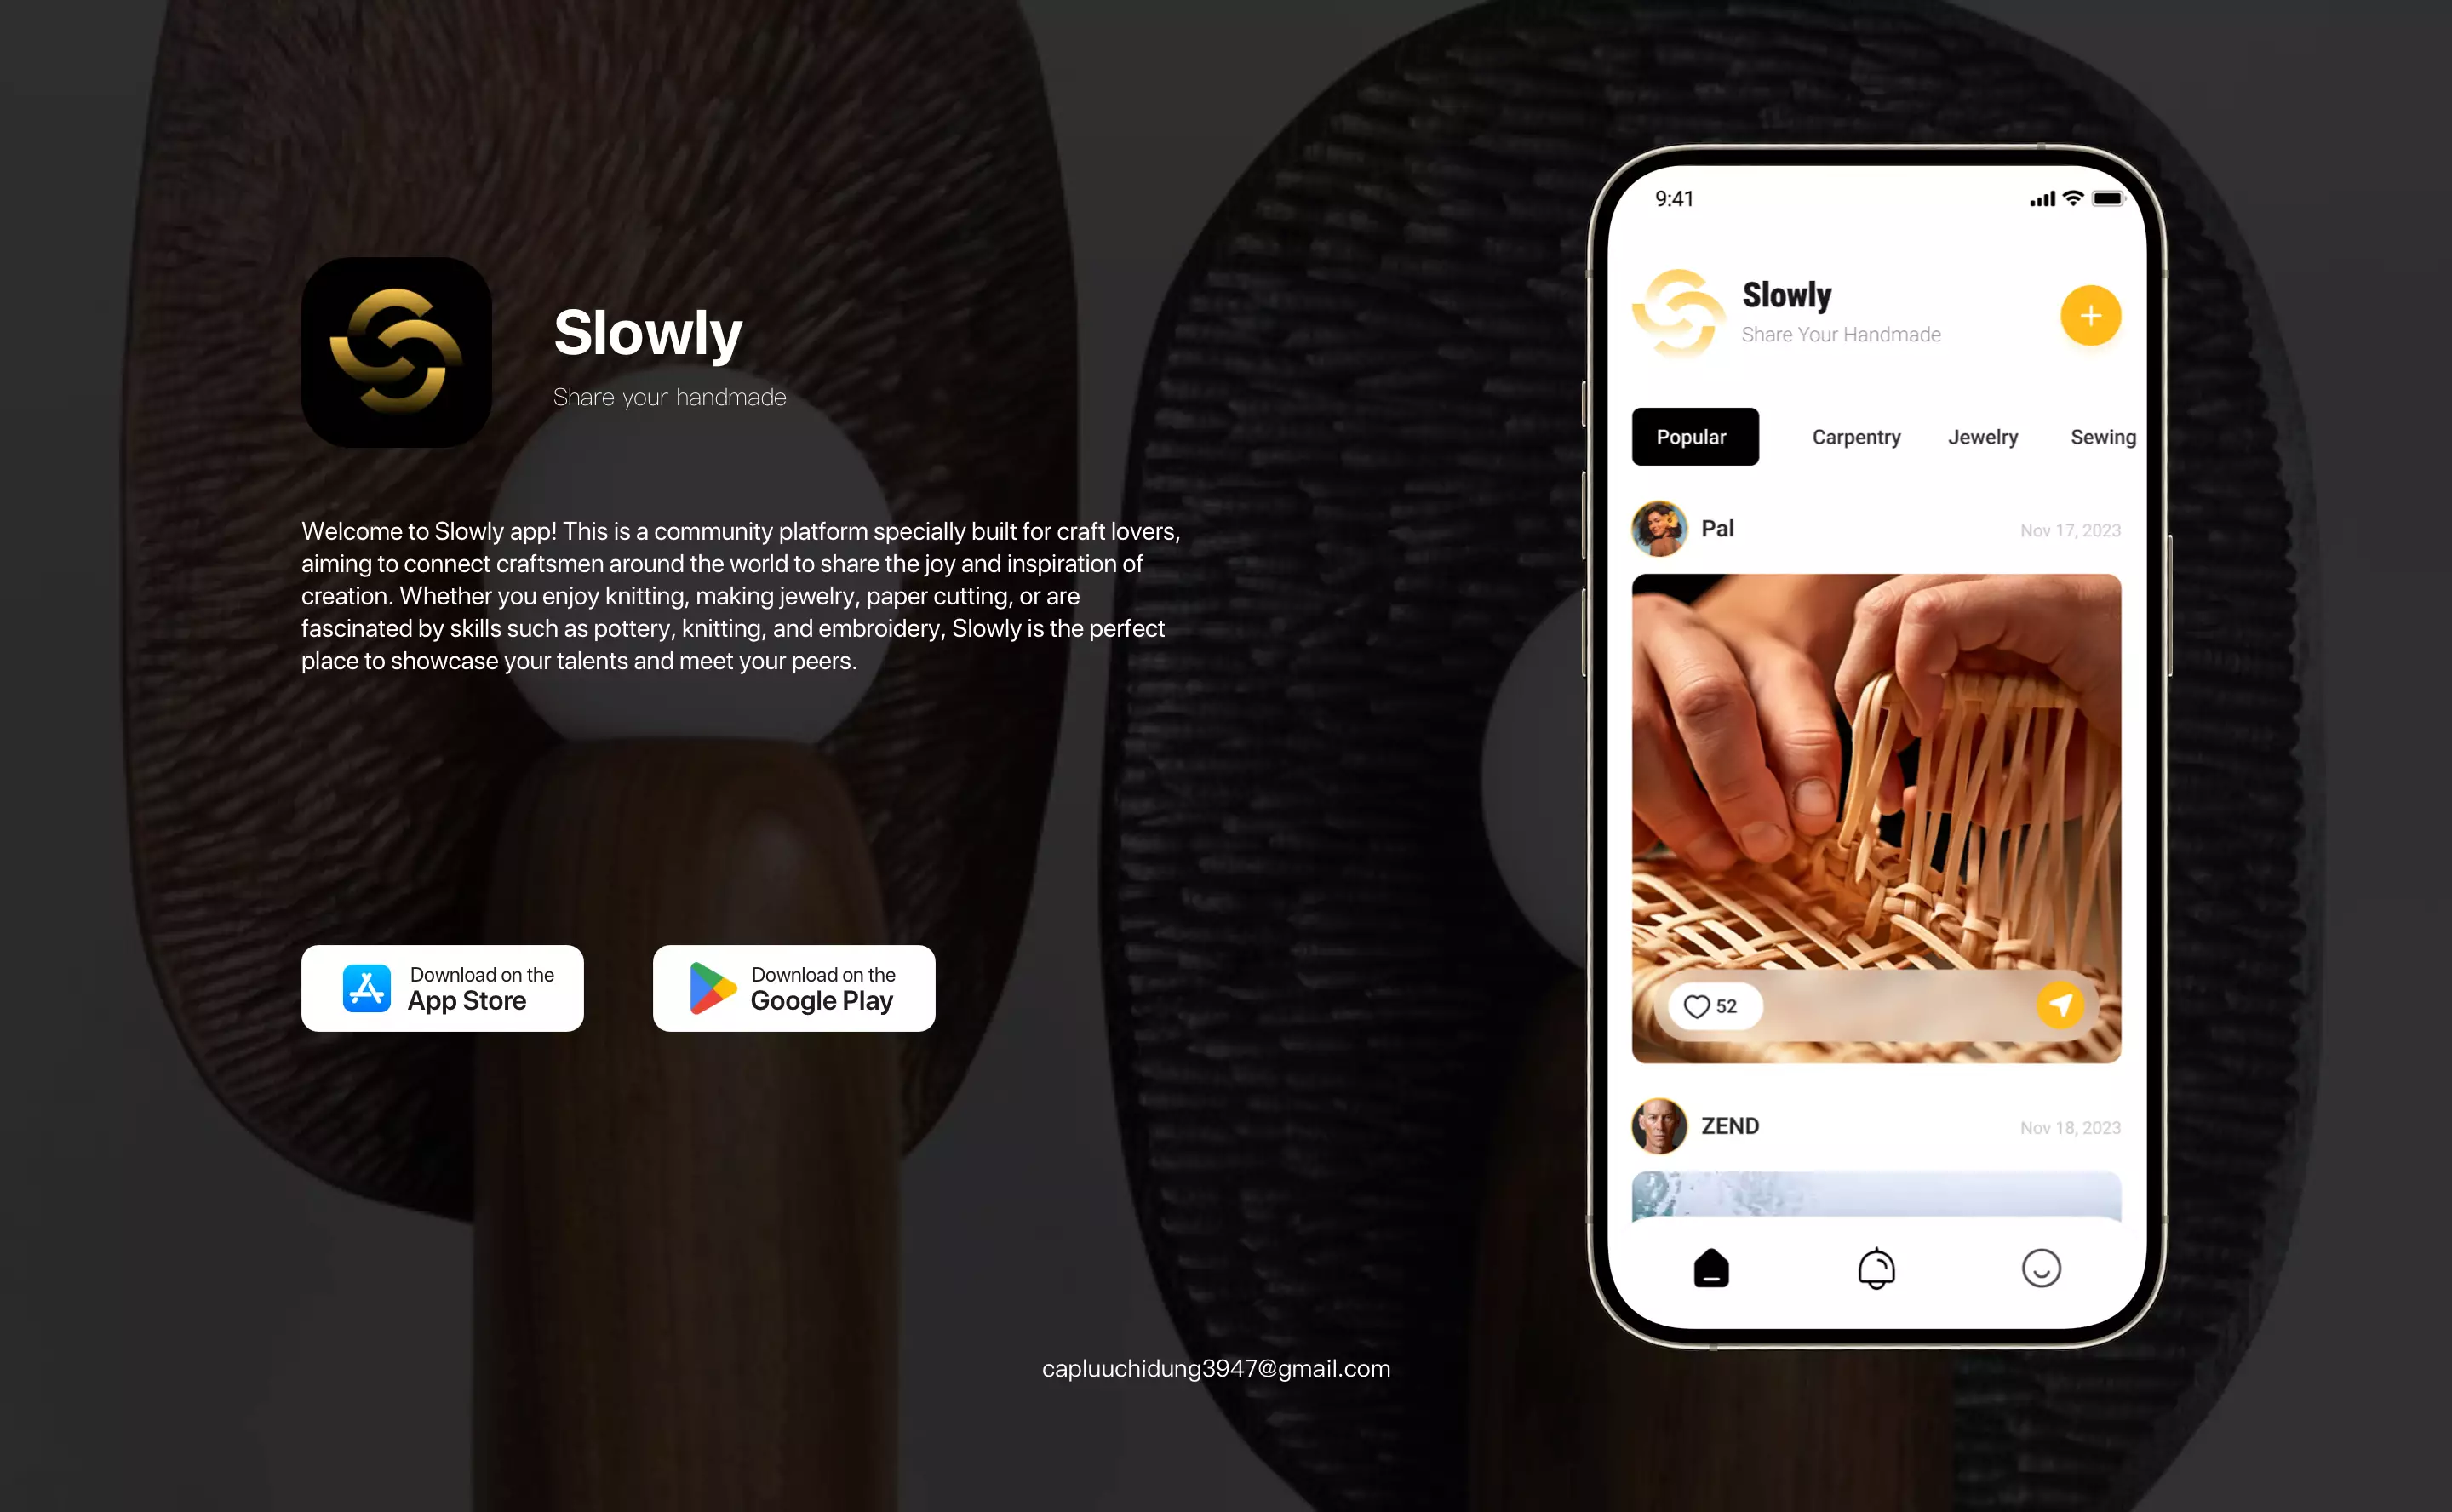 Slowly
Share your handmade
Welcome to Slowly app! This is a community platform specially built for craft lovers,
aiming to connect craftsmen around the world to share the joy and inspiration of
creation. Whether you enjoy knitting, making jewelry, paper cutting, or are
fascinated by skills such as pottery, knitting, and embroidery, Slowly is the perfect
place to showcase your talents and meet your peers.
Download on the
App Store
Download on the
Google Play
9:41
Slowly
Share Your Handmade
Popular Carpentry Jewelry Sewing
Pal Nov 17, 2023
52
ZEND Nov 18, 2023
capluuchidung3947@gmail.com